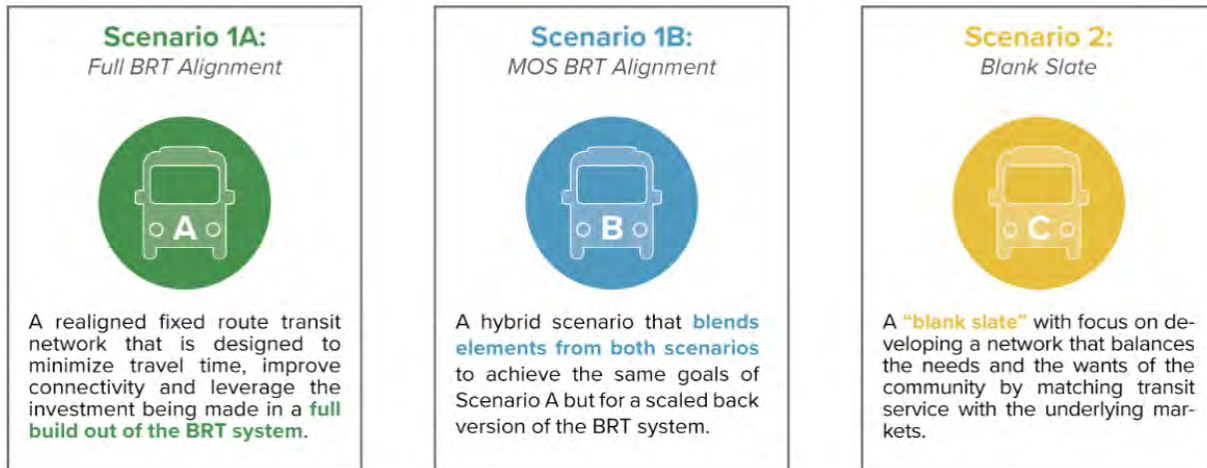 Scenario 1A:
Full BRT Alignment
A
A realigned fixed route transit
network that is designed to
minimize travel time, improve
connectivity and leverage the
investment being made in a full
build out of the BRT system.
Scenario 1B:
MOS BRT Alignment
B
A hybrid scenario that blends
elements from both scenarios
to achieve the same goals of
Scenario A but for a scaled back
version of the BRT system.
Scenario 2:
Blank Slate
C
A “blank slate” with focus on de-
veloping a network that balances
the needs and the wants of the
community by matching transit
service with the underlying mar-
kets.